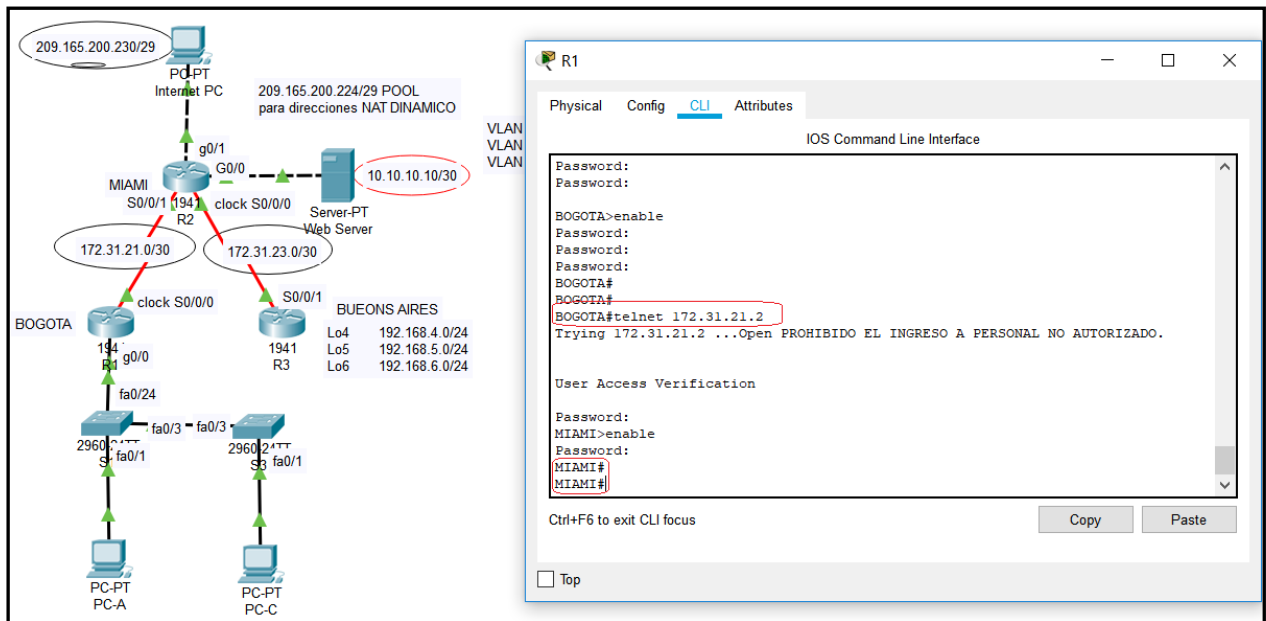 209.165.200.230/29
PC-PT
Internet PC
209.165.200.224/29 POOL
para direcciones NAT DINAMICO
VLAN
VLAN
VLAN
g0/1
G0/0
10.10.10.10/30
MIAMI
S0/0/1
1941
clock S0/0/0
R2
Server-PT
Web Server
172.31.21.0/30
172.31.23.0/30
clock S0/0/0
S0/0/1
BUEONS AIRES
BOGOTA
Lo4 192.168.4.0/24
Lo5 192.168.5.0/24
Lo6 192.168.6.0/24
194
R1
g0/0
1941
R3
fa0/24
fa0/3
fa0/3
fa0/1
fa0/1
S3
PC-PT
PC-A
PC-PT
PC-C
R1
Physical Config CLI Attributes
IOS Command Line Interface
Password:
Password:
BOGOTA>enable
Password:
Password:
Password:
BOGOTA#
BOGOTA#
BOGOTA#telnet 172.31.21.2
Trying 172.31.21.2 ...Open PROHIBIDO EL INGRESO A PERSONAL NO AUTORIZADO.
User Access Verification
Password:
MIAMI>enable
Password:
MIAMI#
MIAMI#
Ctrl+F6 to exit CLI focus
Copy
Paste
Top